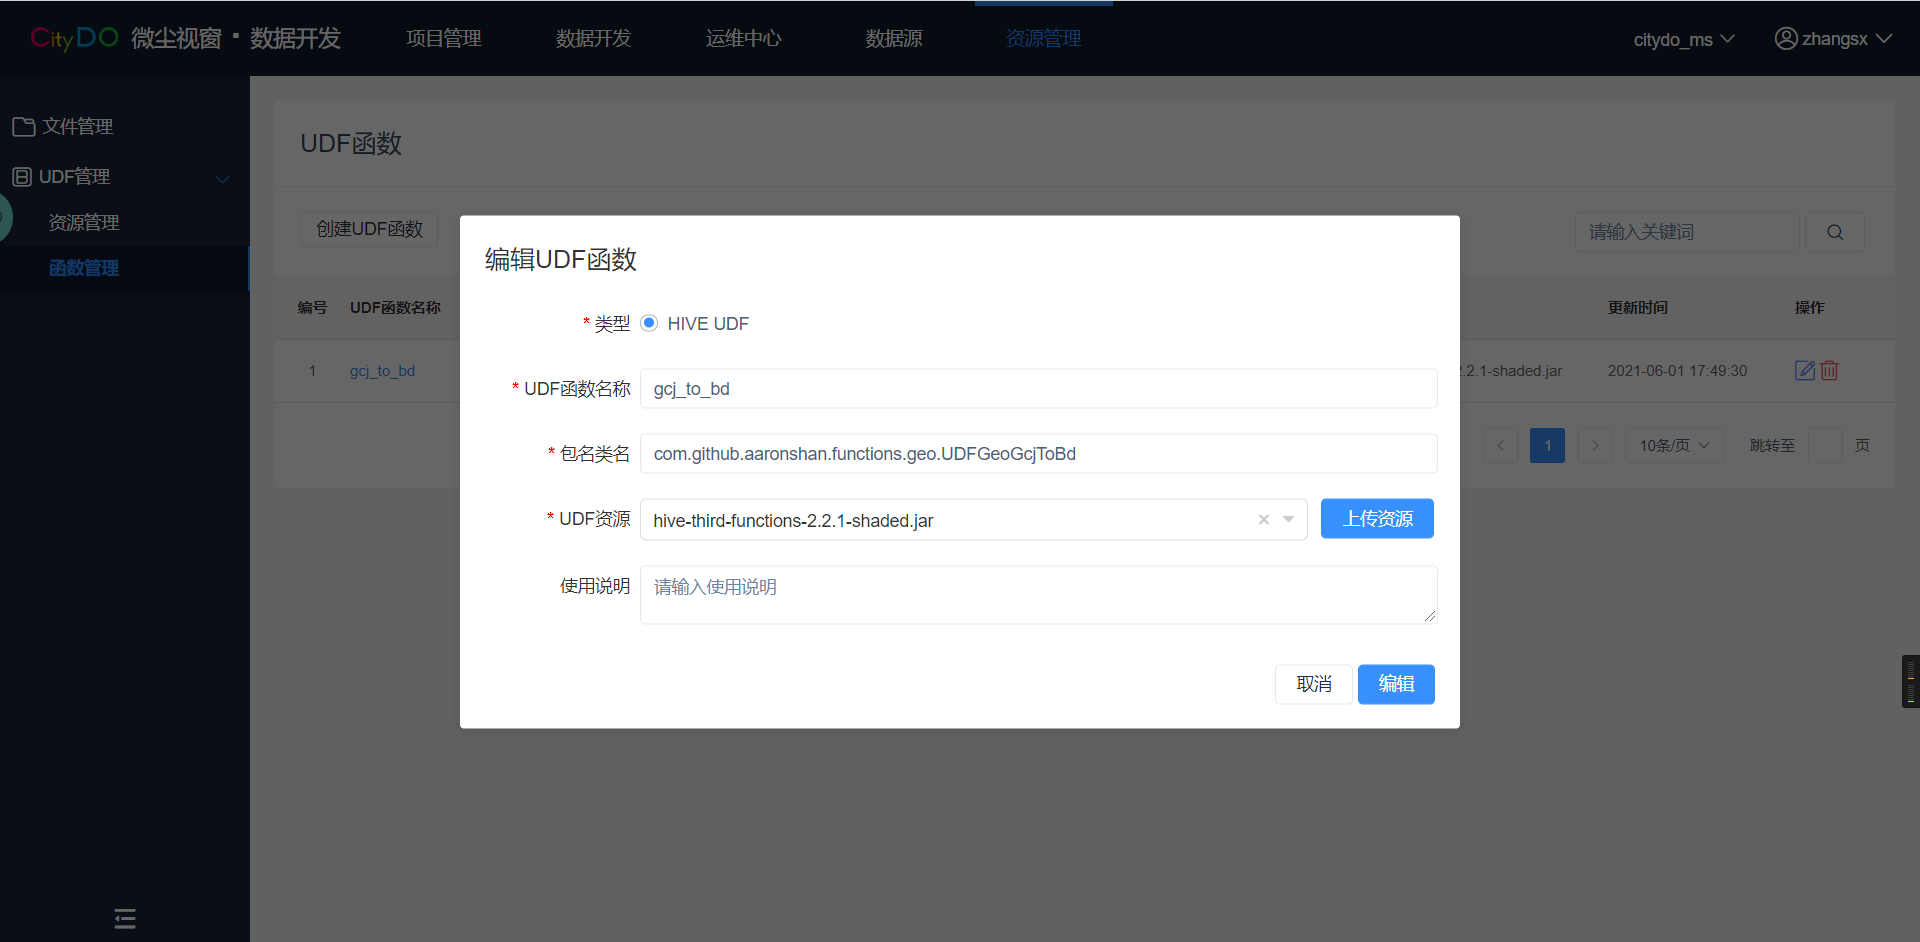 CityDO 微尘视窗 · 数据开发 项目管理 数据开发 运维中心 数据源 资源管理 citydo_ms zhangsx
文件管理
UDF管理
资源管理
函数管理
UDF函数
创建UDF函数 请输入关键词
编号 UDF函数名称 更新时间 操作
1 gcj_to_bd 2.2.1-shaded.jar 2021-06-01 17:49:30
1 10条/页 跳转至 页
编辑UDF函数
* 类型 HIVE UDF
* UDF函数名称 gcj_to_bd
* 包名类名 com.github.aaronshan.functions.geo.UDFGeoGcjToBd
* UDF资源 hive-third-functions-2.2.1-shaded.jar 上传资源
使用说明 请输入使用说明
取消 编辑